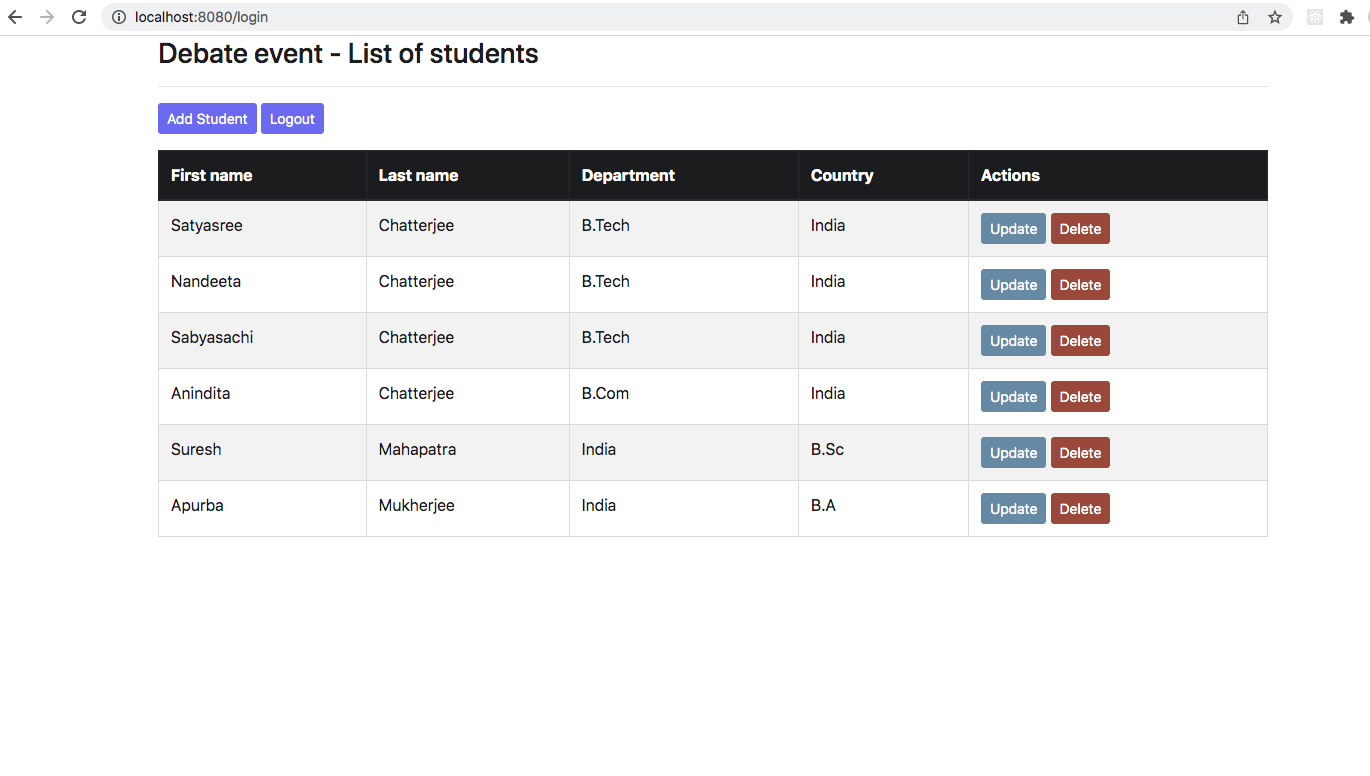 localhost:8080/login
Debate event - List of students
Add Student Logout
First name Last name Department Country Actions
Satyasree Chatterjee B.Tech India Update Delete
Nandeeta Chatterjee B.Tech India Update Delete
Sabyasachi Chatterjee B.Tech India Update Delete
Anindita Chatterjee B.Com India Update Delete
Suresh Mahapatra India B.Sc Update Delete
Apurba Mukherjee India B.A Update Delete